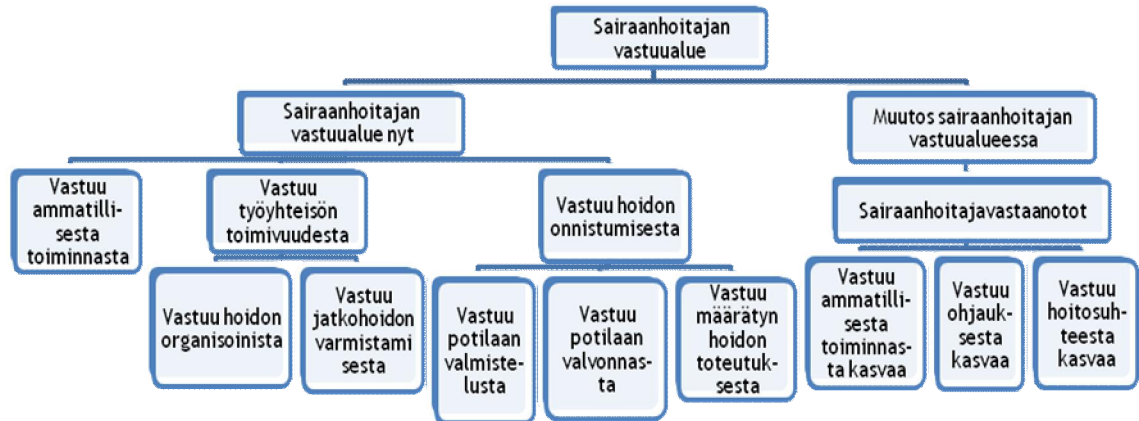 Sairaanhoitajan
vastuualue
Sairaanhoitajan
vastuualue nyt
Muutos sairaanhoitajan
vastuualueessa
Vastuu
ammatilli-
sesta
toiminnasta
Vastuu
työyhteisön
toimivuudesta
Vastuu hoidon
onnistumisesta
Sairaanhoitajavastaanotot
Vastuu hoidon
organisoinista
Vastuu
jatkohoidon
varmistami
sesta
Vastuu
potilaan
valmiste-
lusta
Vastuu
potilaan
valvonnas-
ta
Vastuu
määrätyn
hoidon
toteutuk-
sesta
Vastuu
ammatilli-
sesta
toiminnas-
ta kasvaa
Vastuu
ohjauk-
sesta
kasvaa
Vastuu
hoitosuh-
teesta
kasvaa